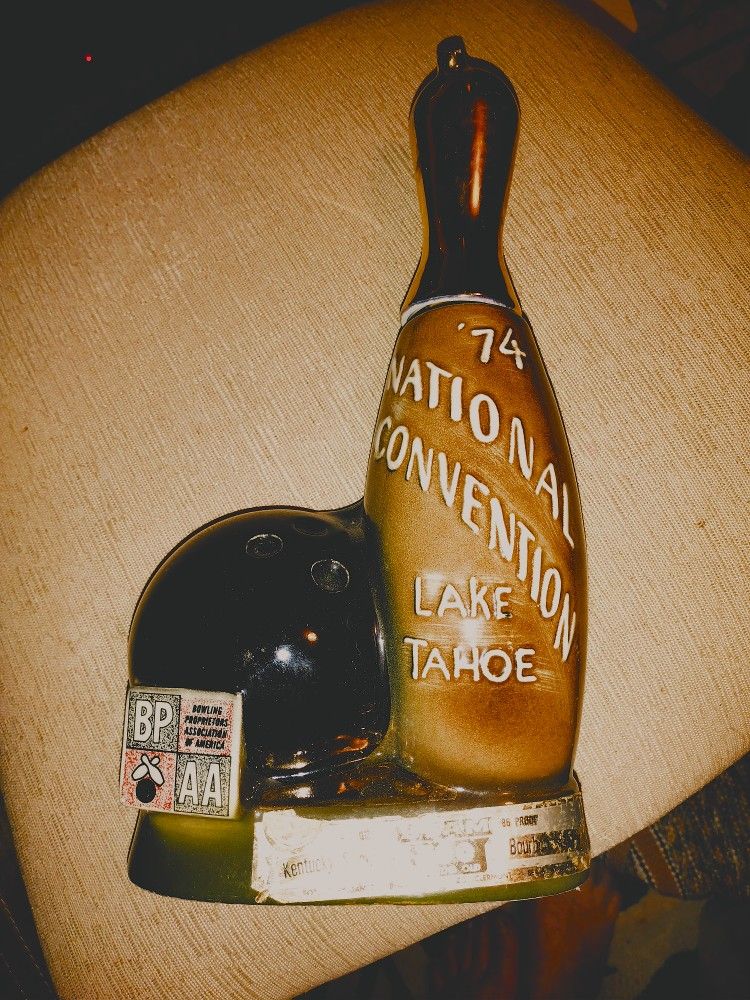 '74
NATIONAL
CONVENTION
LAKE
TAHOE
BP
BOWLING
PROPRIETORS
ASSOCIATION
OF AMERICA
AA
86 PROOF
Kentucky